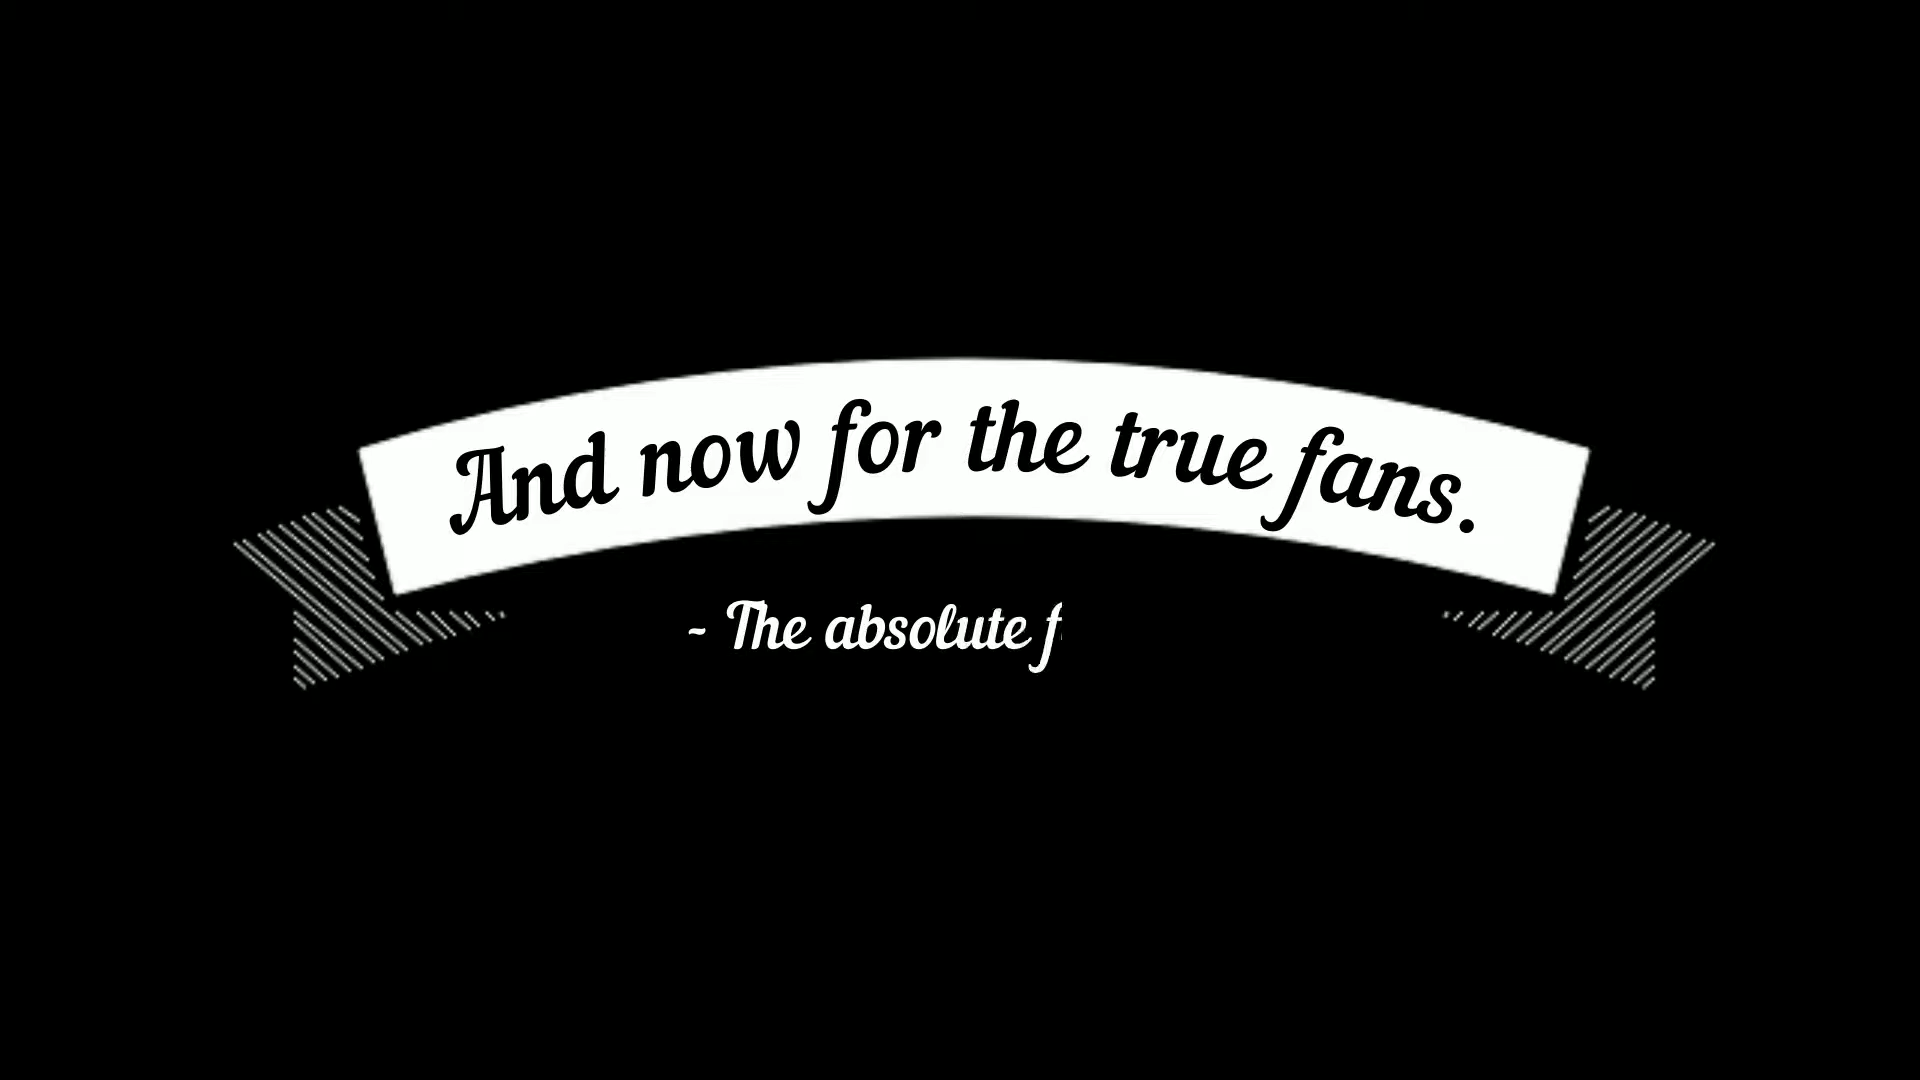 And now for the true fans.
~ The absolute f